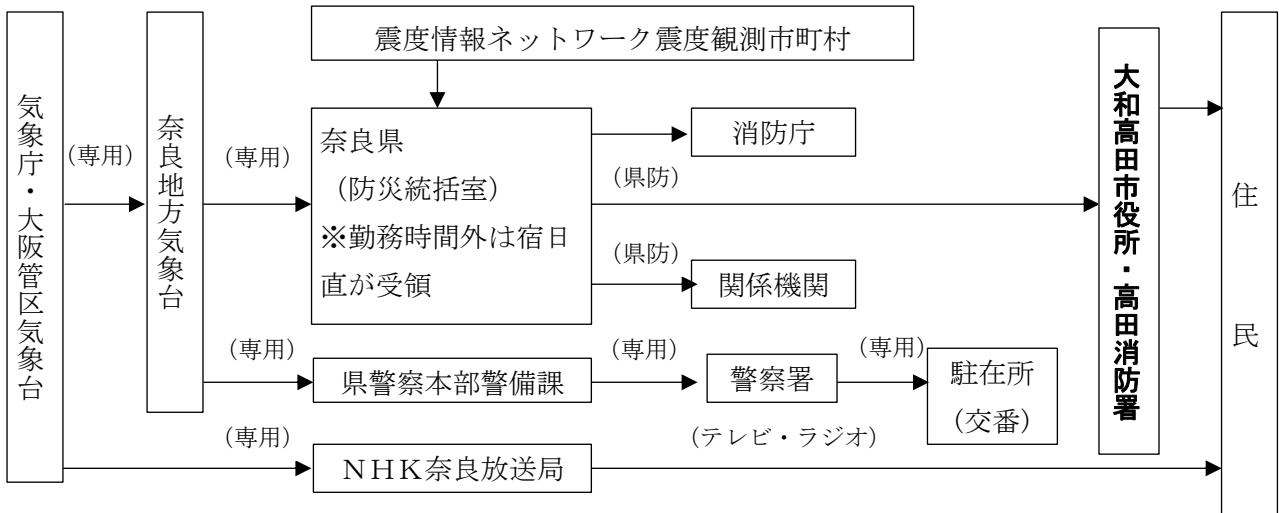 震度情報ネットワーク震度観測市町村
気象庁・大阪管区気象台
(専用)
奈良地方気象台
(専用)
奈良県
(防災統括室)
※勤務時間外は宿日
直が受領
消防庁
(県防)
(県防)
関係機関
大和高田市役所・高田消防署
住民
(専用)
県警察本部警備課
(専用)
警察署
(専用)
駐在所
(交番)
(専用)
NHK奈良放送局
(テレビ・ラジオ)